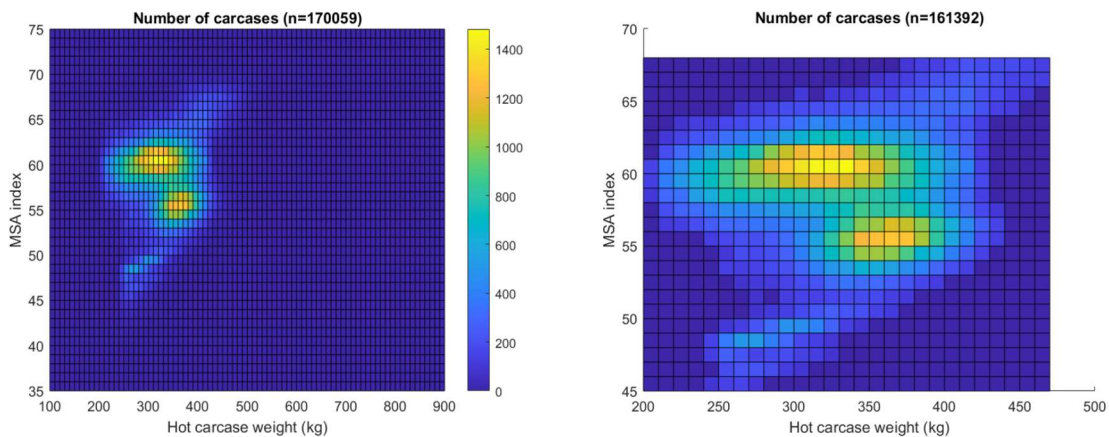 Number of carcases (n=170059)
75
70
65
60
55
50
45
40
35
MSA index
100 200 300 400 500 600 700 800 900
Hot carcase weight (kg)
1400
1200
1000
800
600
400
200
0
Number of carcases (n=161392)
70
65
60
55
50
45
MSA index
200 250 300 350 400 450 500
Hot carcase weight (kg)